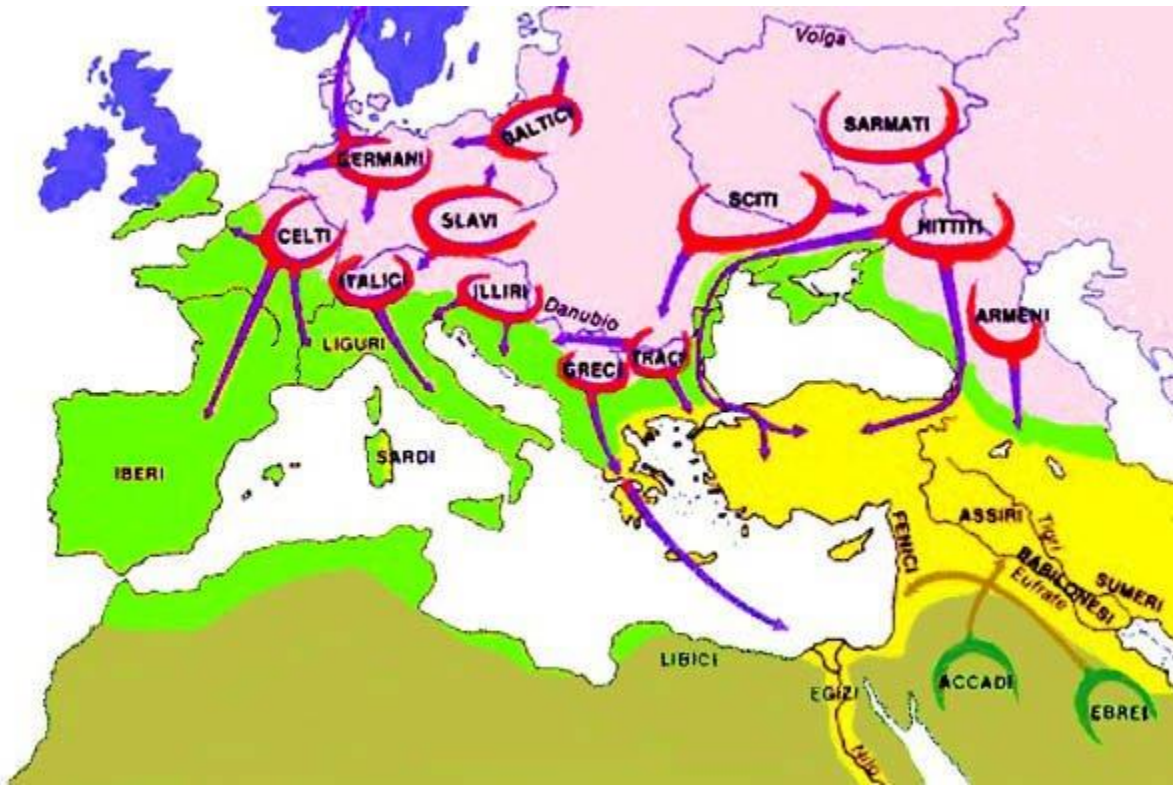 Volga
BALTICI
SARMATI
GERMANI
SCITI
SLAVI
HITTITI
CELTI
ITALICI
ILLIRI
Danubio
ARMENI
LIGURI
GRECI
TRACI
IBERI
SARDI
FENICI
ASSIRI
Tigri
BABILONESI
SUMERI
Eufrate
LIBICI
EGIZI
ACCADI
EBREI
Nilo